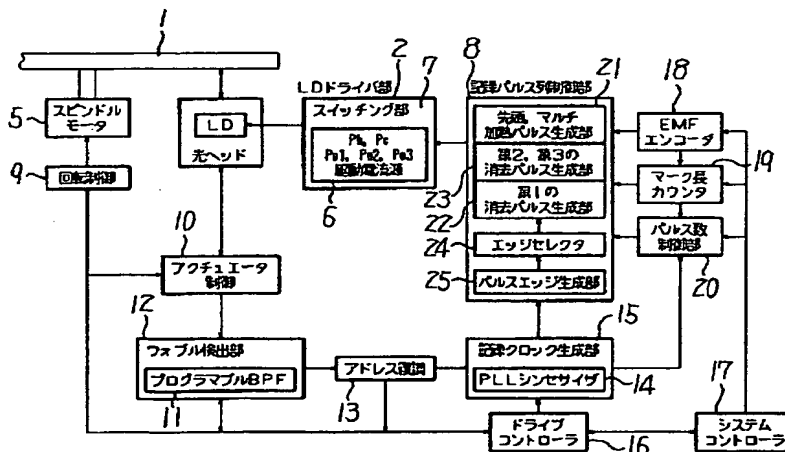 1
5
スピンドル
モータ
9
回転制御
LD
光ヘッド
10
アクチュエータ
制御
12
ウォブル検出部
プログラマブルBPF
11
LDドライバ部
2
7
スイッチング部
Ph, Pc
Pe1, Pe2, Pe3
駆動電流源
6
8
記録パルス列制御部
21
先頭、マルチ
加熱パルス生成部
第2、第3の
消去パルス生成部
23
第1の
消去パルス生成部
22
24
エッジセレクタ
25
パルスエッジ生成部
18
EMF
エンコーダ
19
マーク長
カウンタ
パルス数
制御部
20
アドレス復調
13
15
記録クロック生成部
PLLシンセサイザ
14
17
ドライブ
コントローラ
16
システム
コントローラ